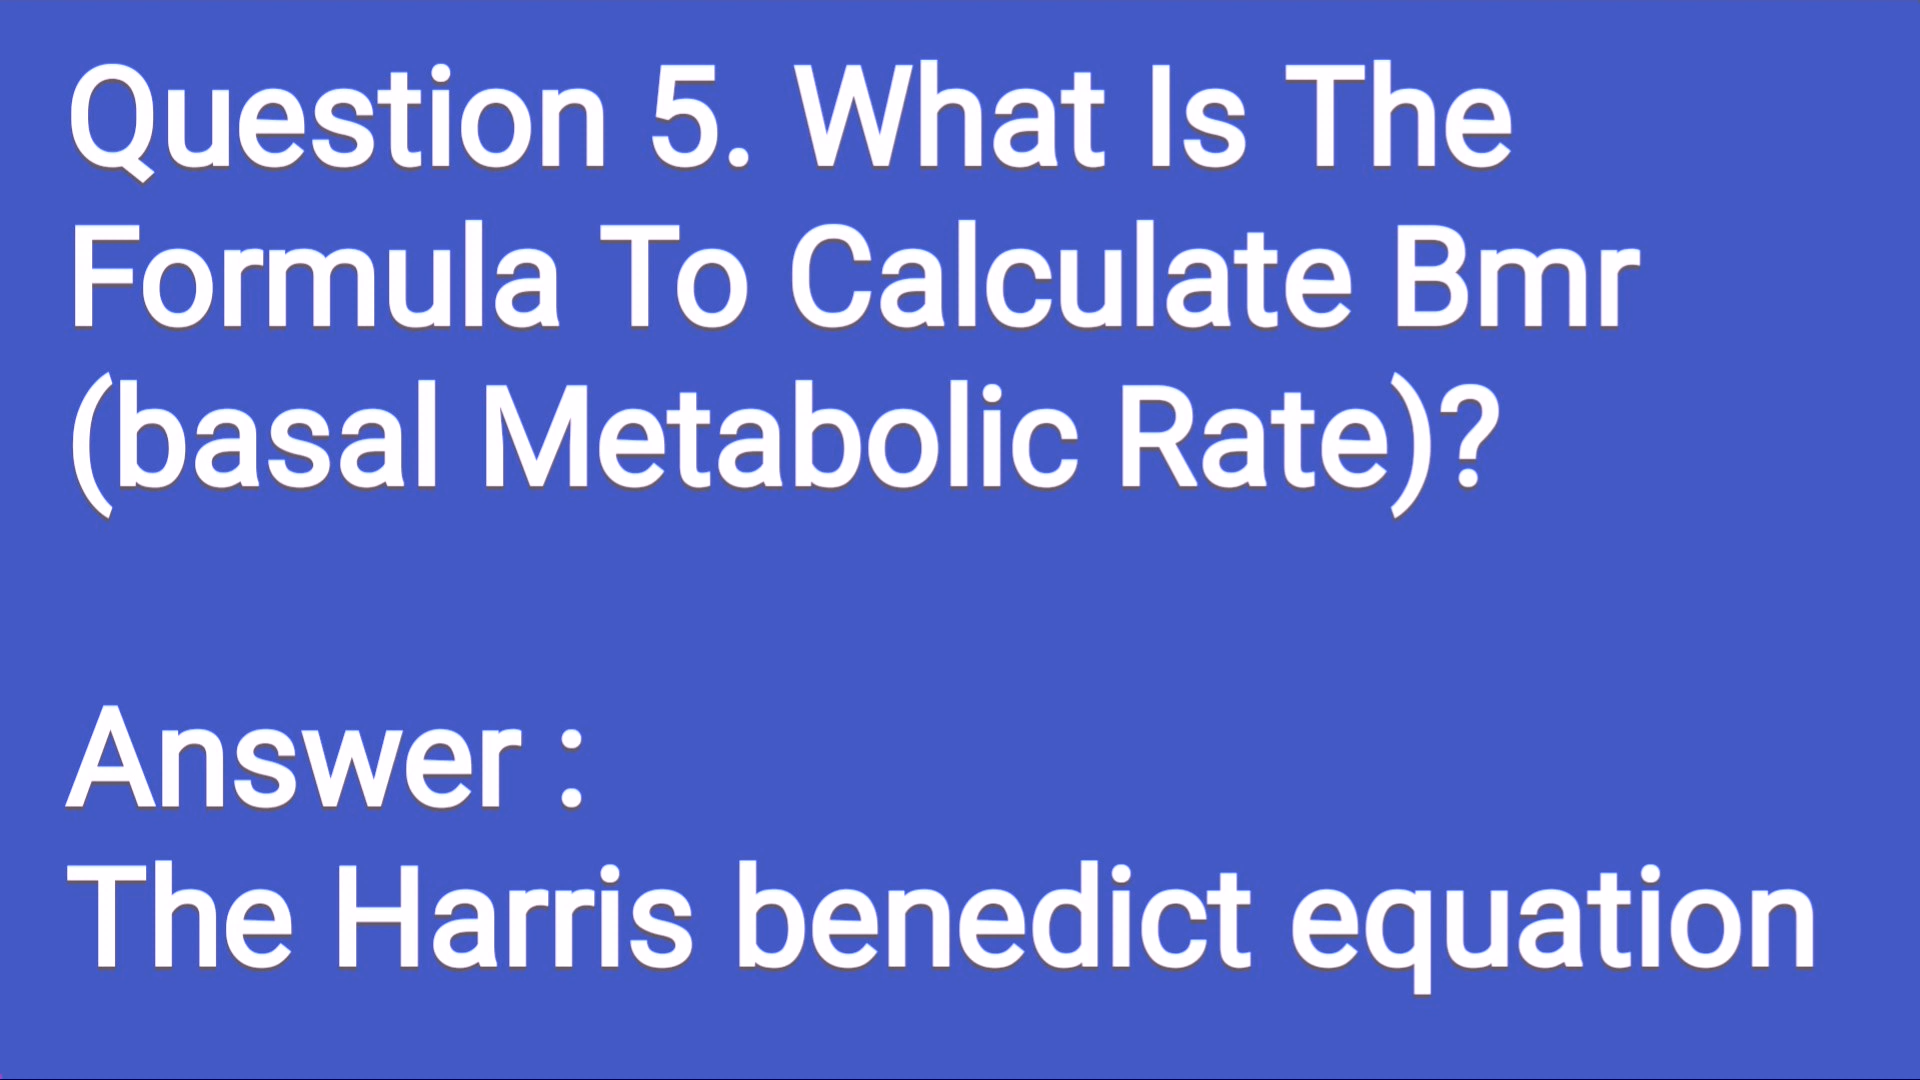 Question 5. What Is The
Formula To Calculate Bmr
(basal Metabolic Rate)?
Answer :
The Harris benedict equation